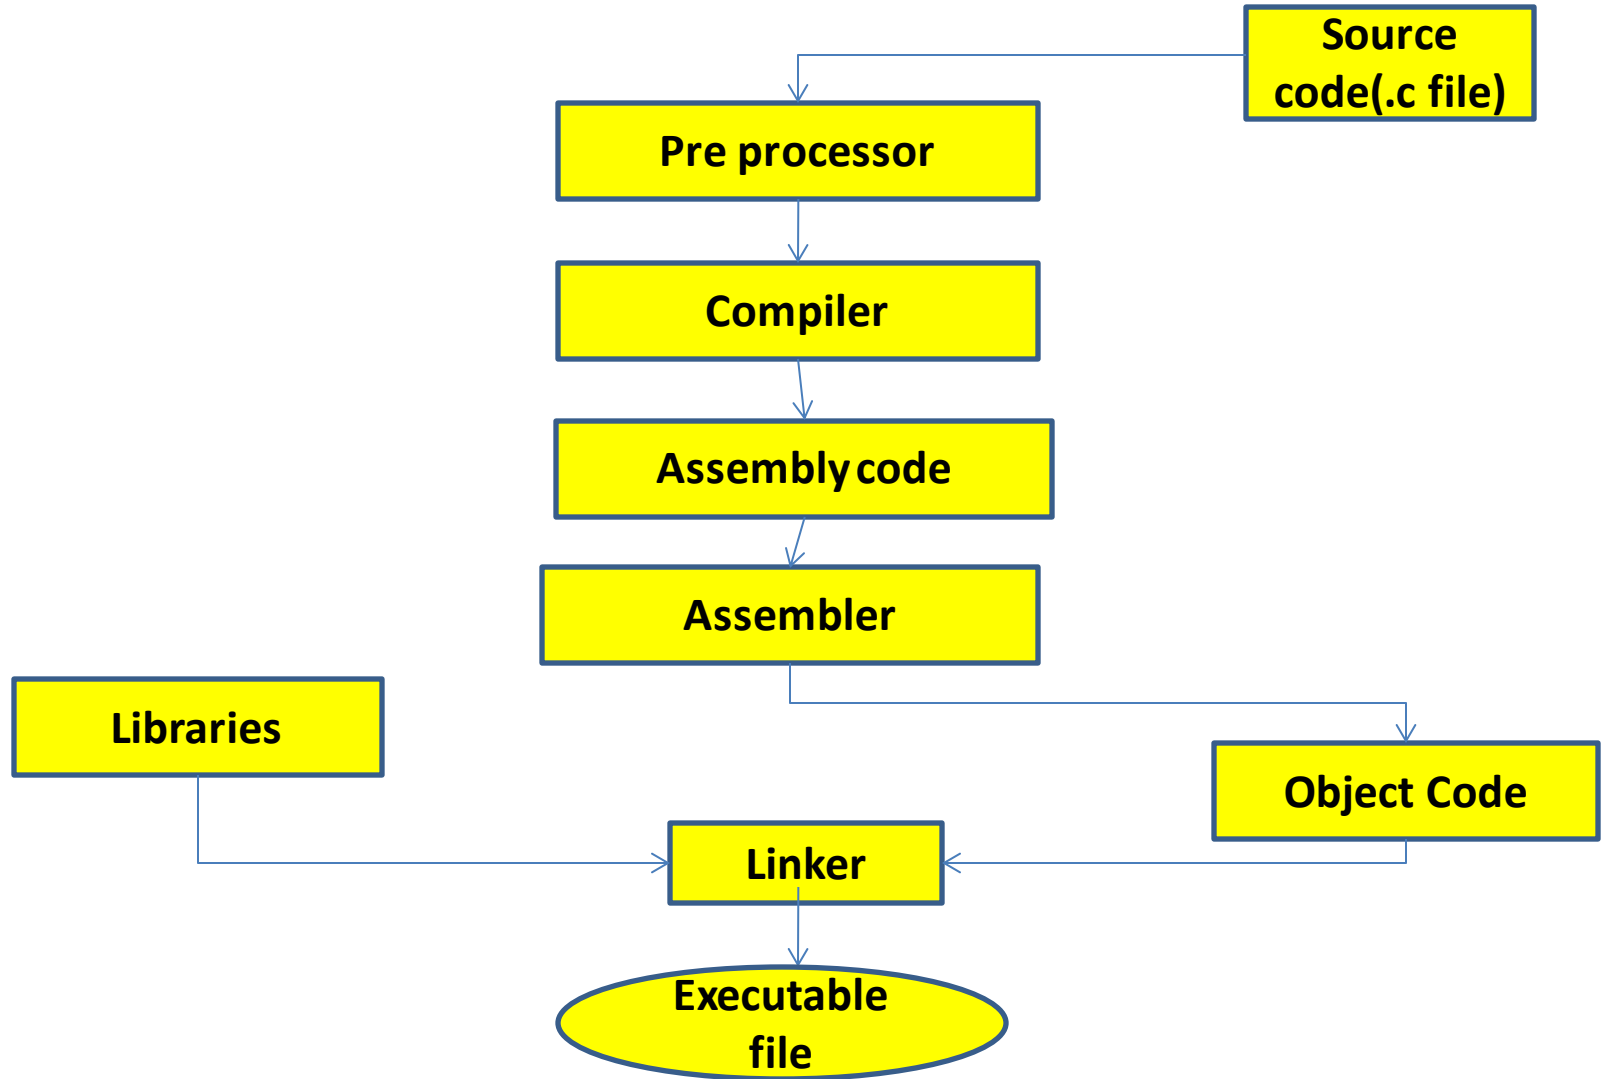 Source
code(.c file)
Pre processor
Compiler
Assembly code
Assembler
Libraries
Object Code
Linker
Executable
file